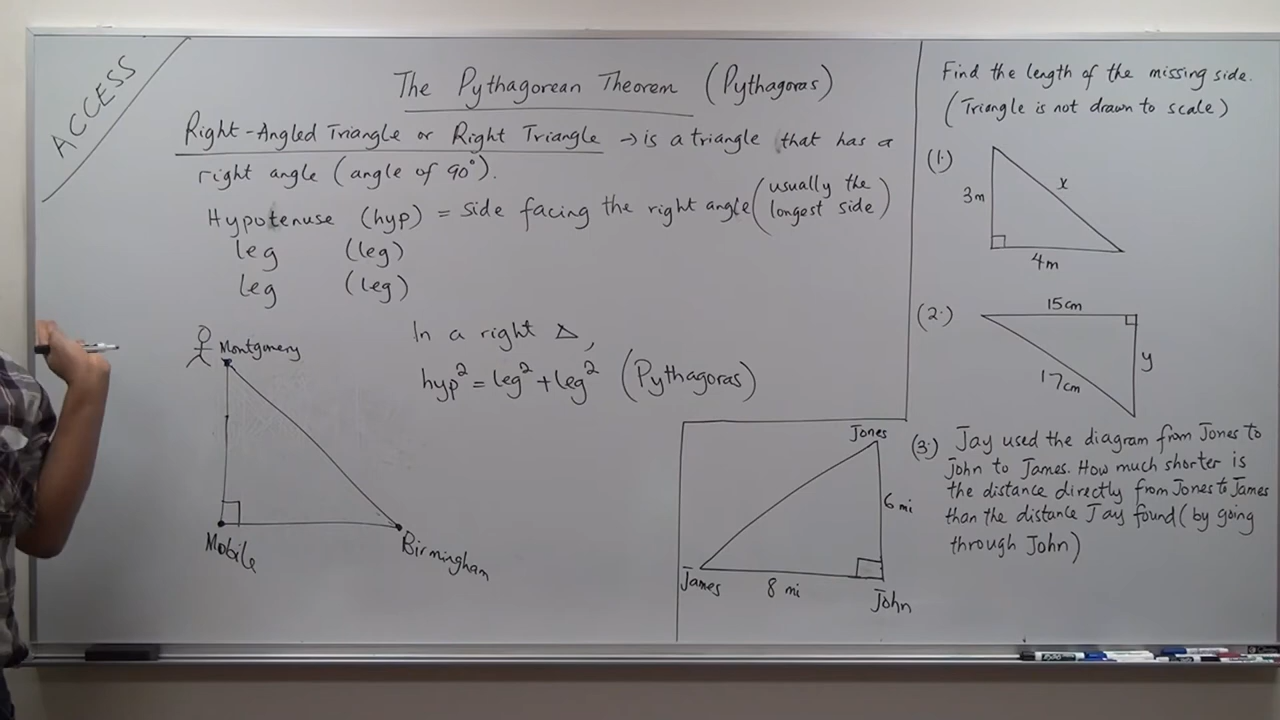 ACCESS
The Pythagorean Theorem (Pythagoras)
Right-Angled Triangle or Right Triangle → is a triangle that has a
right angle (angle of 90°).
Hypotenuse (hyp) = side facing the right angle (usually the
longest side)
leg (leg)
leg (leg)
In a right △,
hyp² = leg² + leg² (Pythagoras)
Montgomery
Mobile
Birmingham
Find the length of the missing side.
(Triangle is not drawn to scale)
(1.)
3m
x
4m
(2.)
15cm
y
17cm
Jones
6 mi
James
8 mi
John
(3.) Jay used the diagram from Jones to
John to James. How much shorter is
the distance directly from Jones to James
than the distance Jay found (by going
through John)